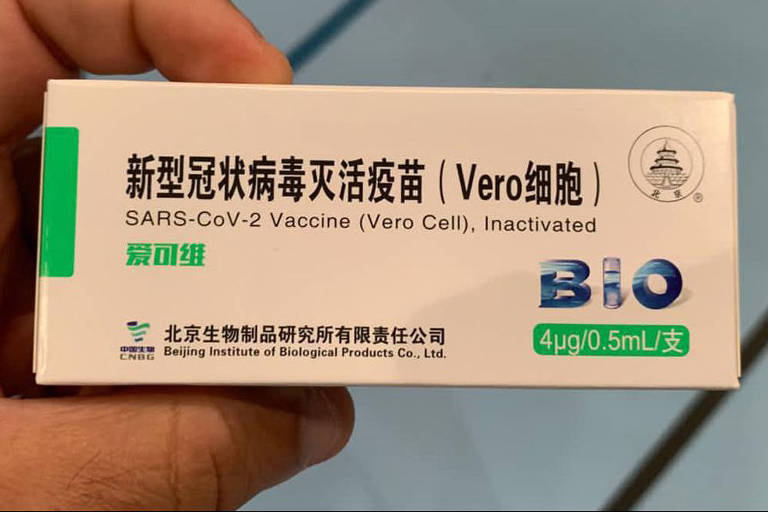 新型冠状病毒灭活疫苗（Vero细胞）
SARS-CoV-2 Vaccine (Vero Cell), Inactivated
爱可维
北京
®
BIO
4μg/0.5mL/支
中国生物
CNBG
北京生物制品研究所有限责任公司
Beijing Institute of Biological Products Co., Ltd.